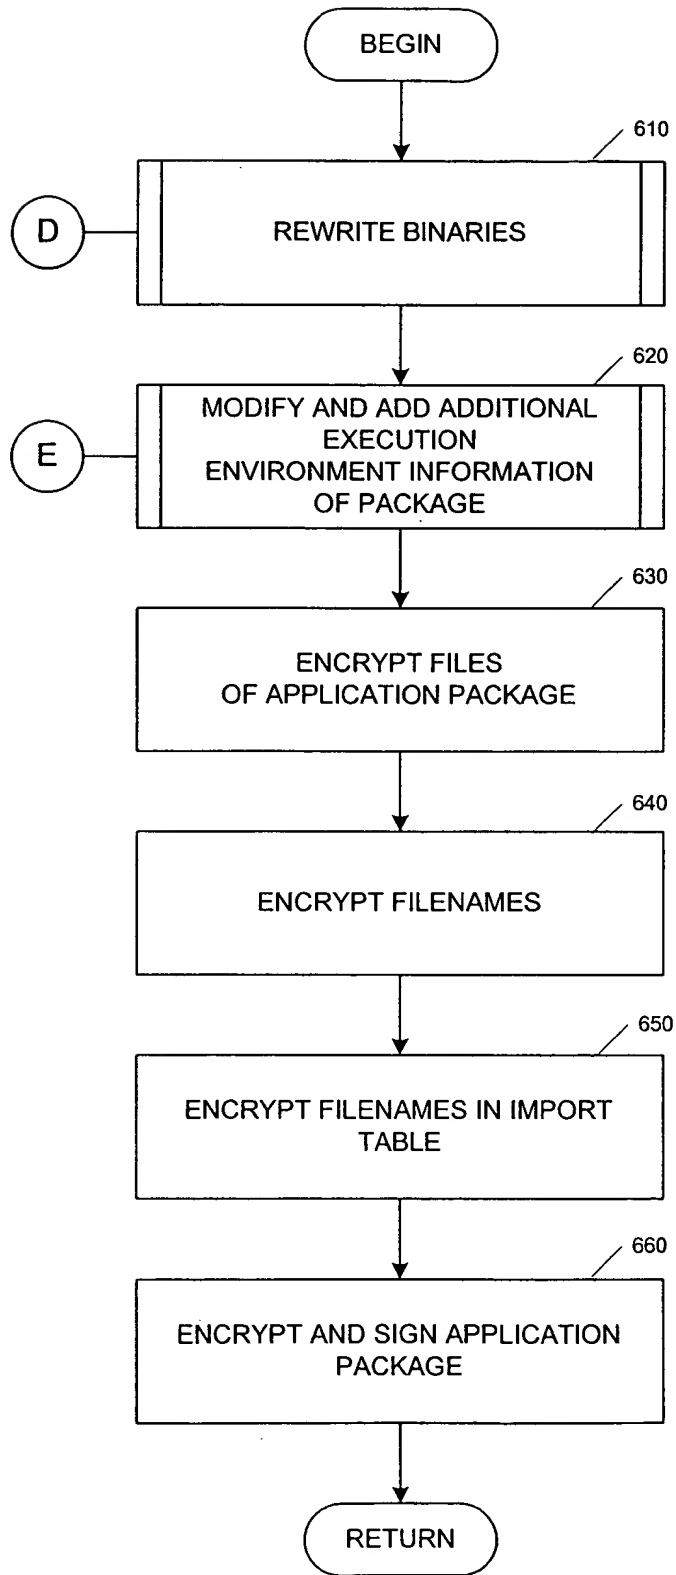 BEGIN
610
D
REWRITE BINARIES
620
E
MODIFY AND ADD ADDITIONAL
EXECUTION
ENVIRONMENT INFORMATION
OF PACKAGE
630
ENCRYPT FILES
OF APPLICATION PACKAGE
640
ENCRYPT FILENAMES
650
ENCRYPT FILENAMES IN IMPORT
TABLE
660
ENCRYPT AND SIGN APPLICATION
PACKAGE
RETURN